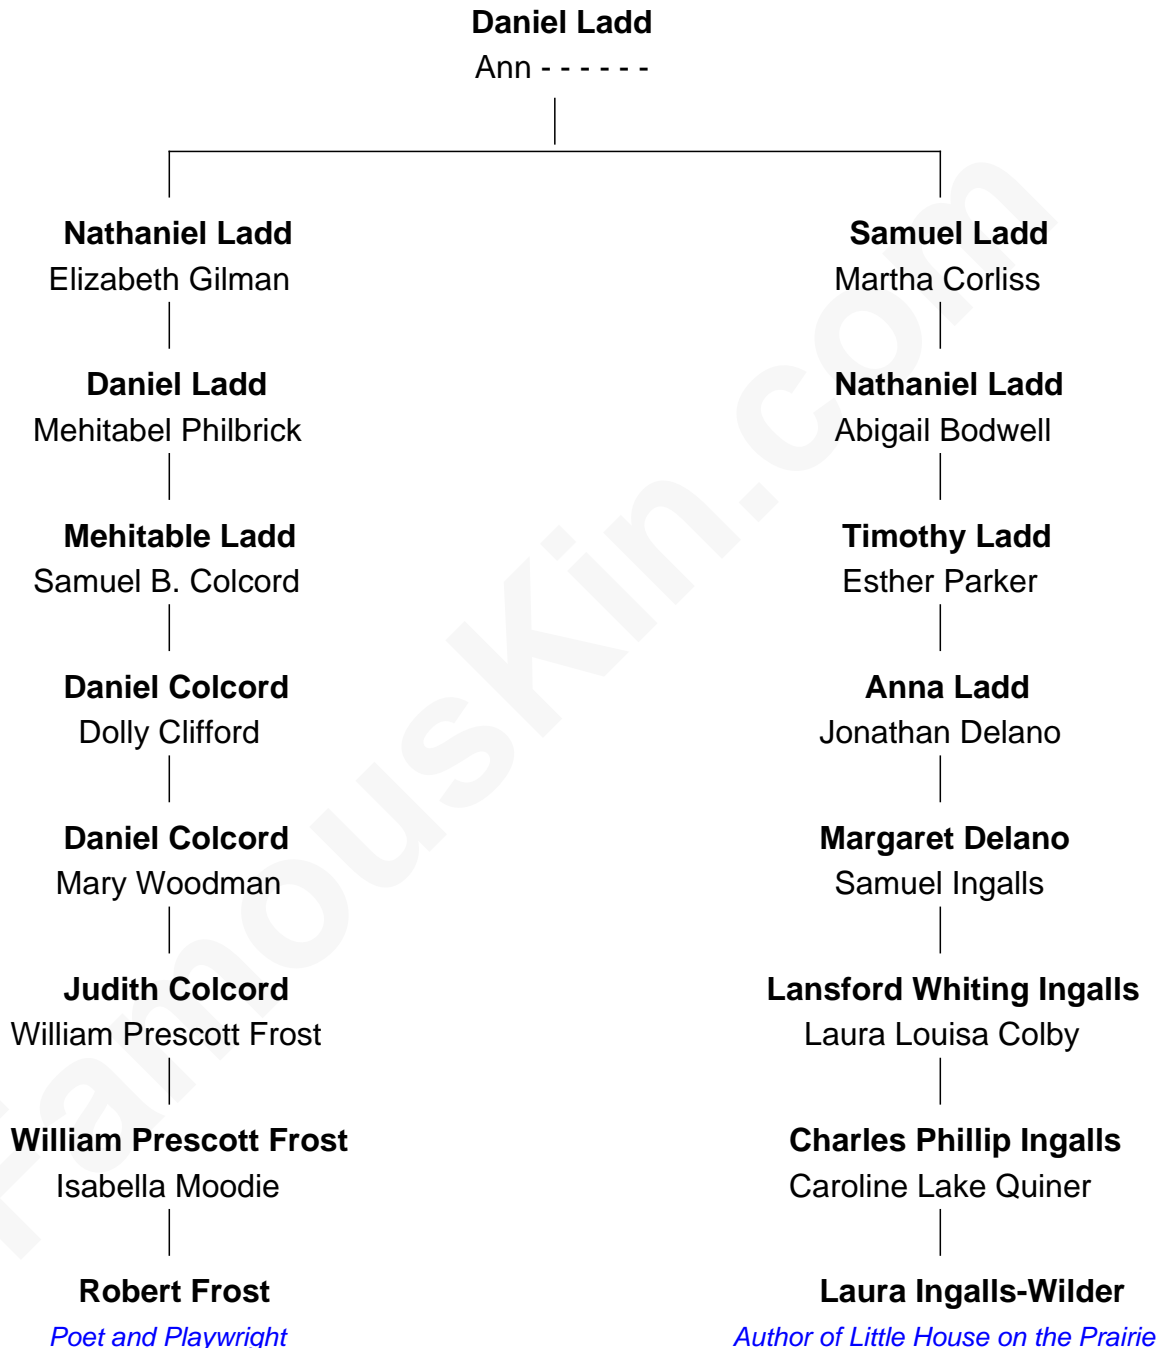 Daniel Ladd
Ann - - - - - -
Nathaniel Ladd
Elizabeth Gilman
Daniel Ladd
Mehitabel Philbrick
Mehitable Ladd
Samuel B. Colcord
Daniel Colcord
Dolly Clifford
Daniel Colcord
Mary Woodman
Judith Colcord
William Prescott Frost
William Prescott Frost
Isabella Moodie
Robert Frost
Poet and Playwright
Samuel Ladd
Martha Corliss
Nathaniel Ladd
Abigail Bodwell
Timothy Ladd
Esther Parker
Anna Ladd
Jonathan Delano
Margaret Delano
Samuel Ingalls
Lansford Whiting Ingalls
Laura Louisa Colby
Charles Phillip Ingalls
Caroline Lake Quiner
Laura Ingalls-Wilder
Author of Little House on the Prairie
FamousKin.com